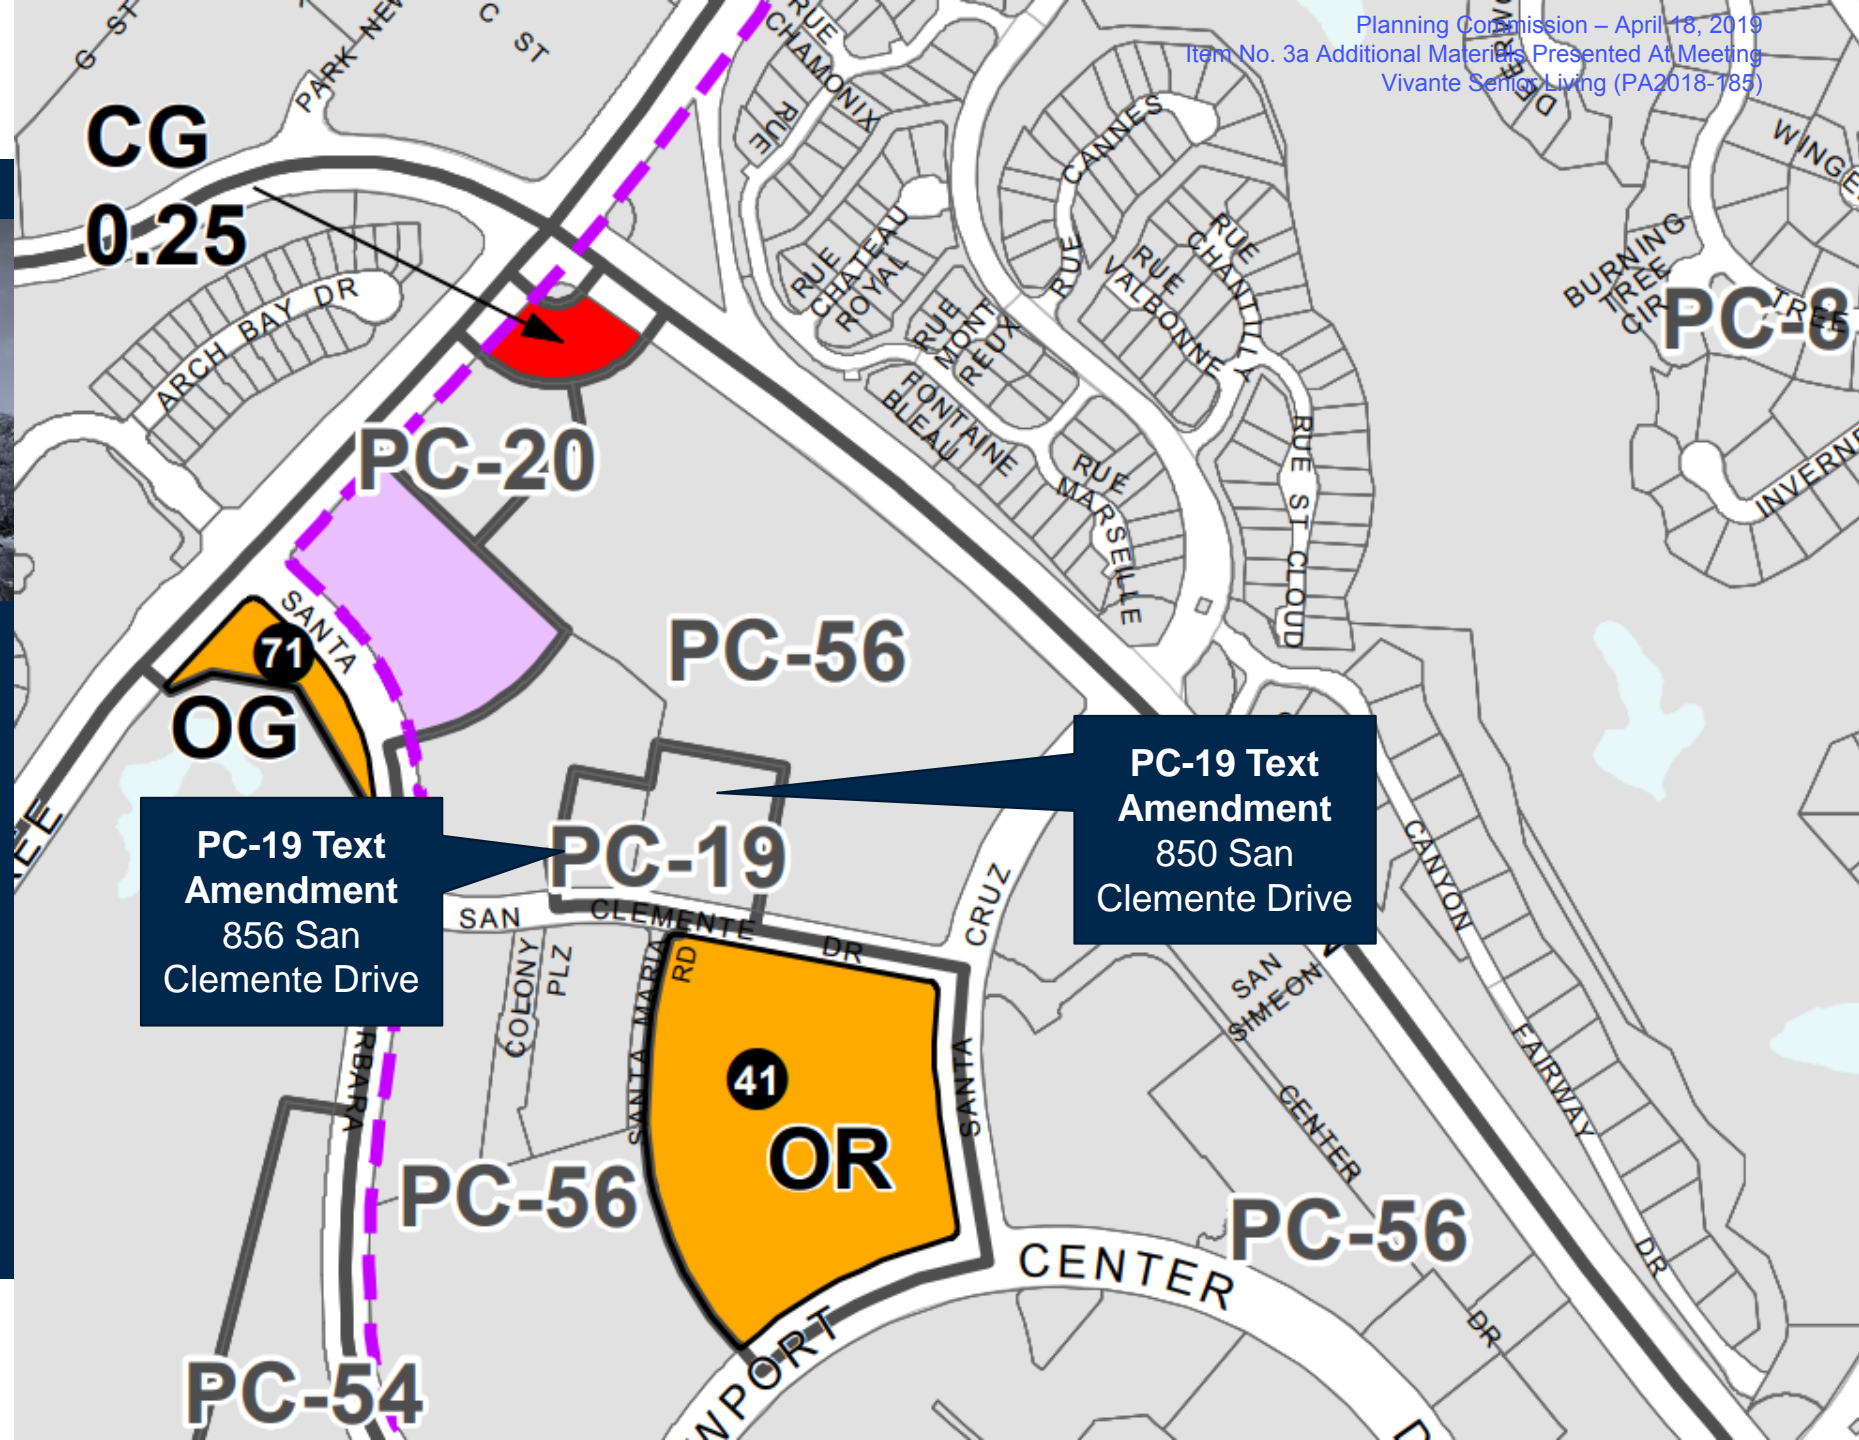 Planning Commission – April 18, 2019
Item No. 3a Additional Materials Presented At Meeting
Vivante Senior Living (PA2018-185)
G ST
PARK NEW
C ST
CG
0.25
ARCH BAY DR
RUE
CHAMONIX
RUE
CANNES
RUE
RUE
CHATEAU
ROYAL
RUE
MONT
REUX
FONTAINE
BLEAU
RUE
VALBONNE
RUE
CHANTILLY
RUE
MARSEILLE
RUE ST CLOUD
WINGE
BURNING
TREE
CIR
TREE
PC-8
PC-20
SANTA
71
OG
PC-56
PC-19 Text
Amendment
850 San
Clemente Drive
PC-19 Text
Amendment
856 San
Clemente Drive
PC-19
SAN CLEMENTE DR
CRUZ
CANYON
COLONY
PLZ
SANTA MARIA
RD
SAN
SIMEON
RBARA
41
OR
SANTA
CENTER
FAIRWAY
DR
PC-56
PC-56
CENTER
DR
WPORT
PC-54